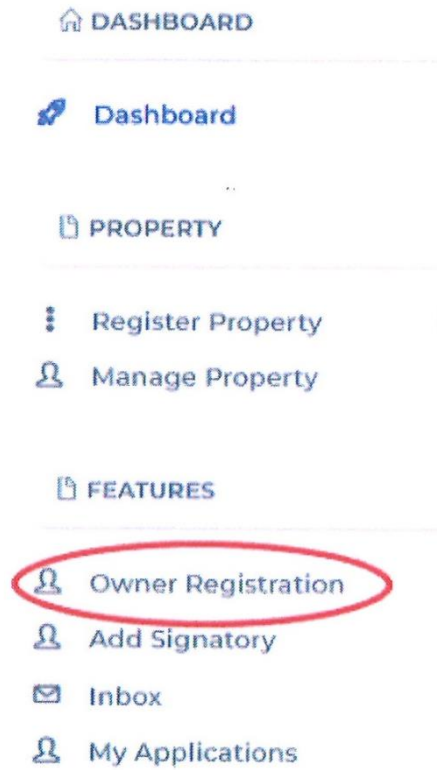 DASHBOARD
Dashboard
PROPERTY
Register Property
Manage Property
FEATURES
Owner Registration
Add Signatory
Inbox
My Applications